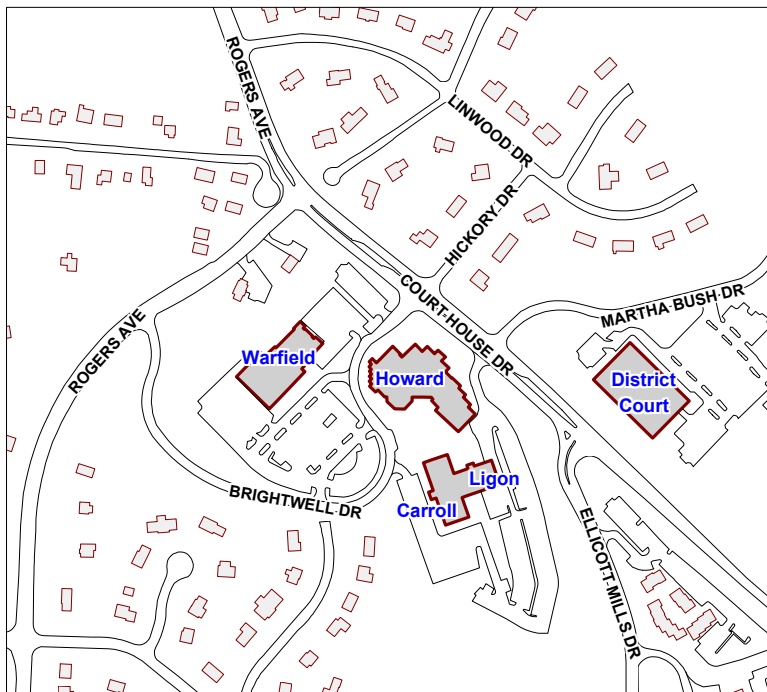 ROGERS AVE
LINWOOD DR
HICKORY DR
COURT HOUSE DR
MARTHA BUSH DR
ROGERS AVE
Warfield
Howard
District
Court
Ligon
BRIGHTWELL DR
Carroll
ELLICOTT MILLS DR